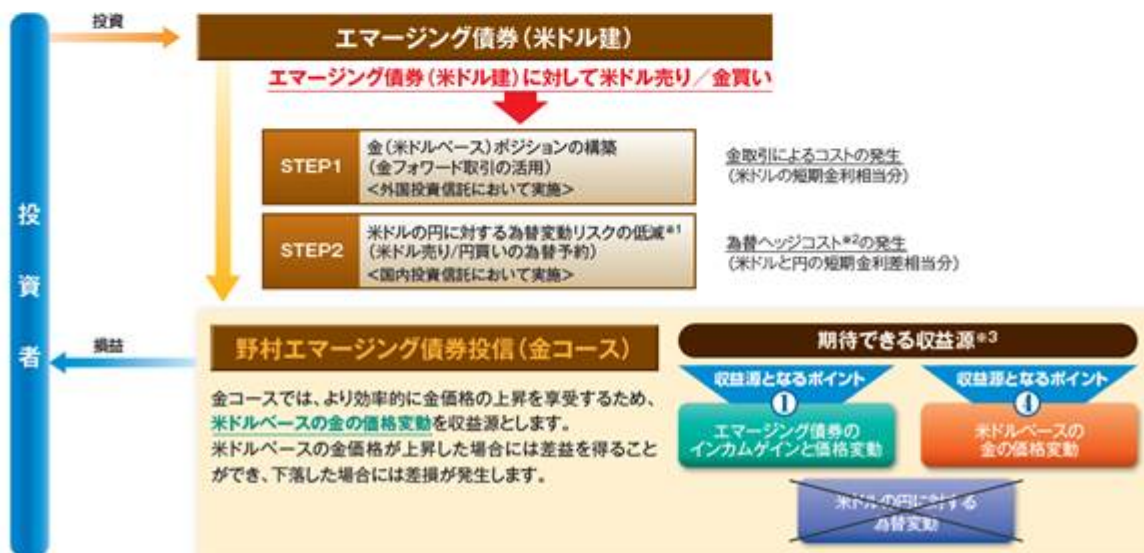 投資
エマージング債券（米ドル建）
エマージング債券（米ドル建）に対して米ドル売り／金買い
STEP1
金（米ドルベース）ポジションの構築
（金フォワード取引の活用）
<外国投資信託において実施>
金取引によるコストの発生
（米ドルの短期金利相当分）
STEP2
米ドルの円に対する為替変動リスクの低減※1
（米ドル売り/円買いの為替予約）
<国内投資信託において実施>
為替ヘッジコスト※2の発生
（米ドルと円の短期金利差相当分）
投資者
損益
野村エマージング債券投信（金コース）
金コースでは、より効率的に金価格の上昇を享受するため、
米ドルベースの金の価格変動を収益源とします。
米ドルベースの金価格が上昇した場合には差益を得ること
ができ、下落した場合には差損が発生します。
期待できる収益源※3
収益源となるポイント
①
エマージング債券の
インカムゲインと価格変動
収益源となるポイント
④
米ドルベースの
金の価格変動
米ドルの円に対する
為替変動